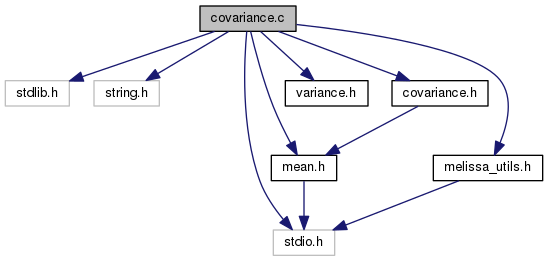 covariance.c
stdlib.h
string.h
variance.h
covariance.h
mean.h
melissa_utils.h
stdio.h